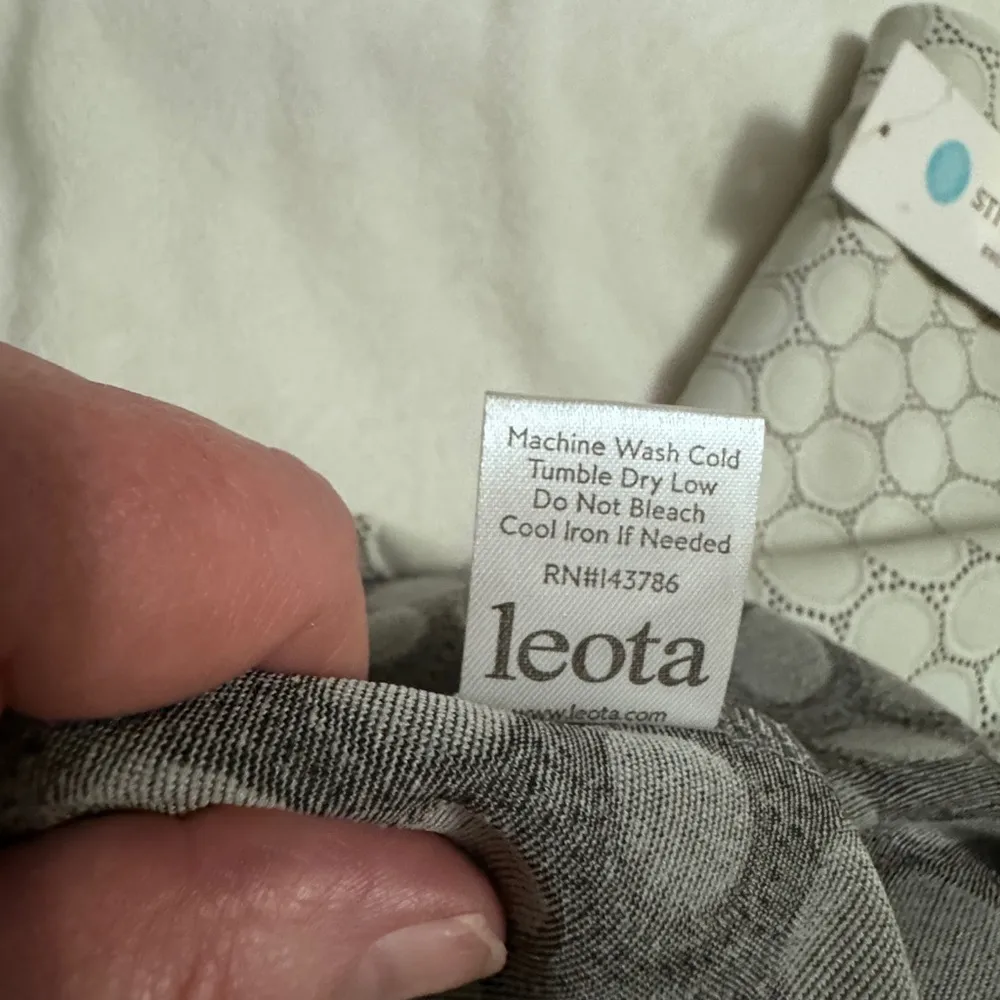 Machine Wash Cold
Tumble Dry Low
Do Not Bleach
Cool Iron If Needed
RN#143786
leota
www.leota.com
STI